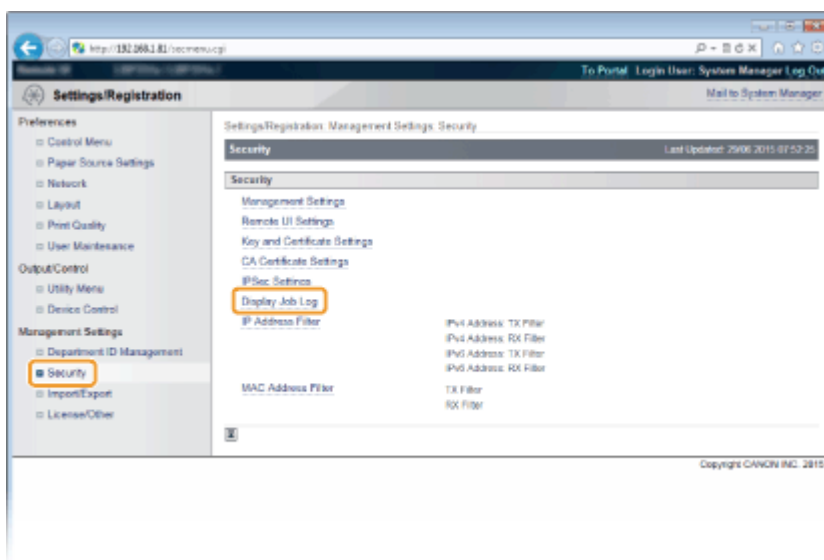 http://192.168.1.81/secmenu.cgi
To Portal Login User: System Manager Log Out
Settings/Registration
Mail to System Manager
Preferences
Control Menu
Paper Source Settings
Network
Layout
Print Quality
User Maintenance
Output/Control
Utility Menu
Device Control
Management Settings
Department ID Management
Security
Import/Export
License/Other
Settings/Registration: Management Settings: Security
Security
Last Updated: 29/06 2015 07:52:25
Security
Management Settings
Remote UI Settings
Key and Certificate Settings
CA Certificate Settings
IPSec Settings
Display Job Log
IP Address Filter
IPv4 Address: TX Filter
IPv4 Address: RX Filter
IPv6 Address: TX Filter
IPv6 Address: RX Filter
MAC Address Filter
TX Filter
RX Filter
Copyright CANON INC. 2015